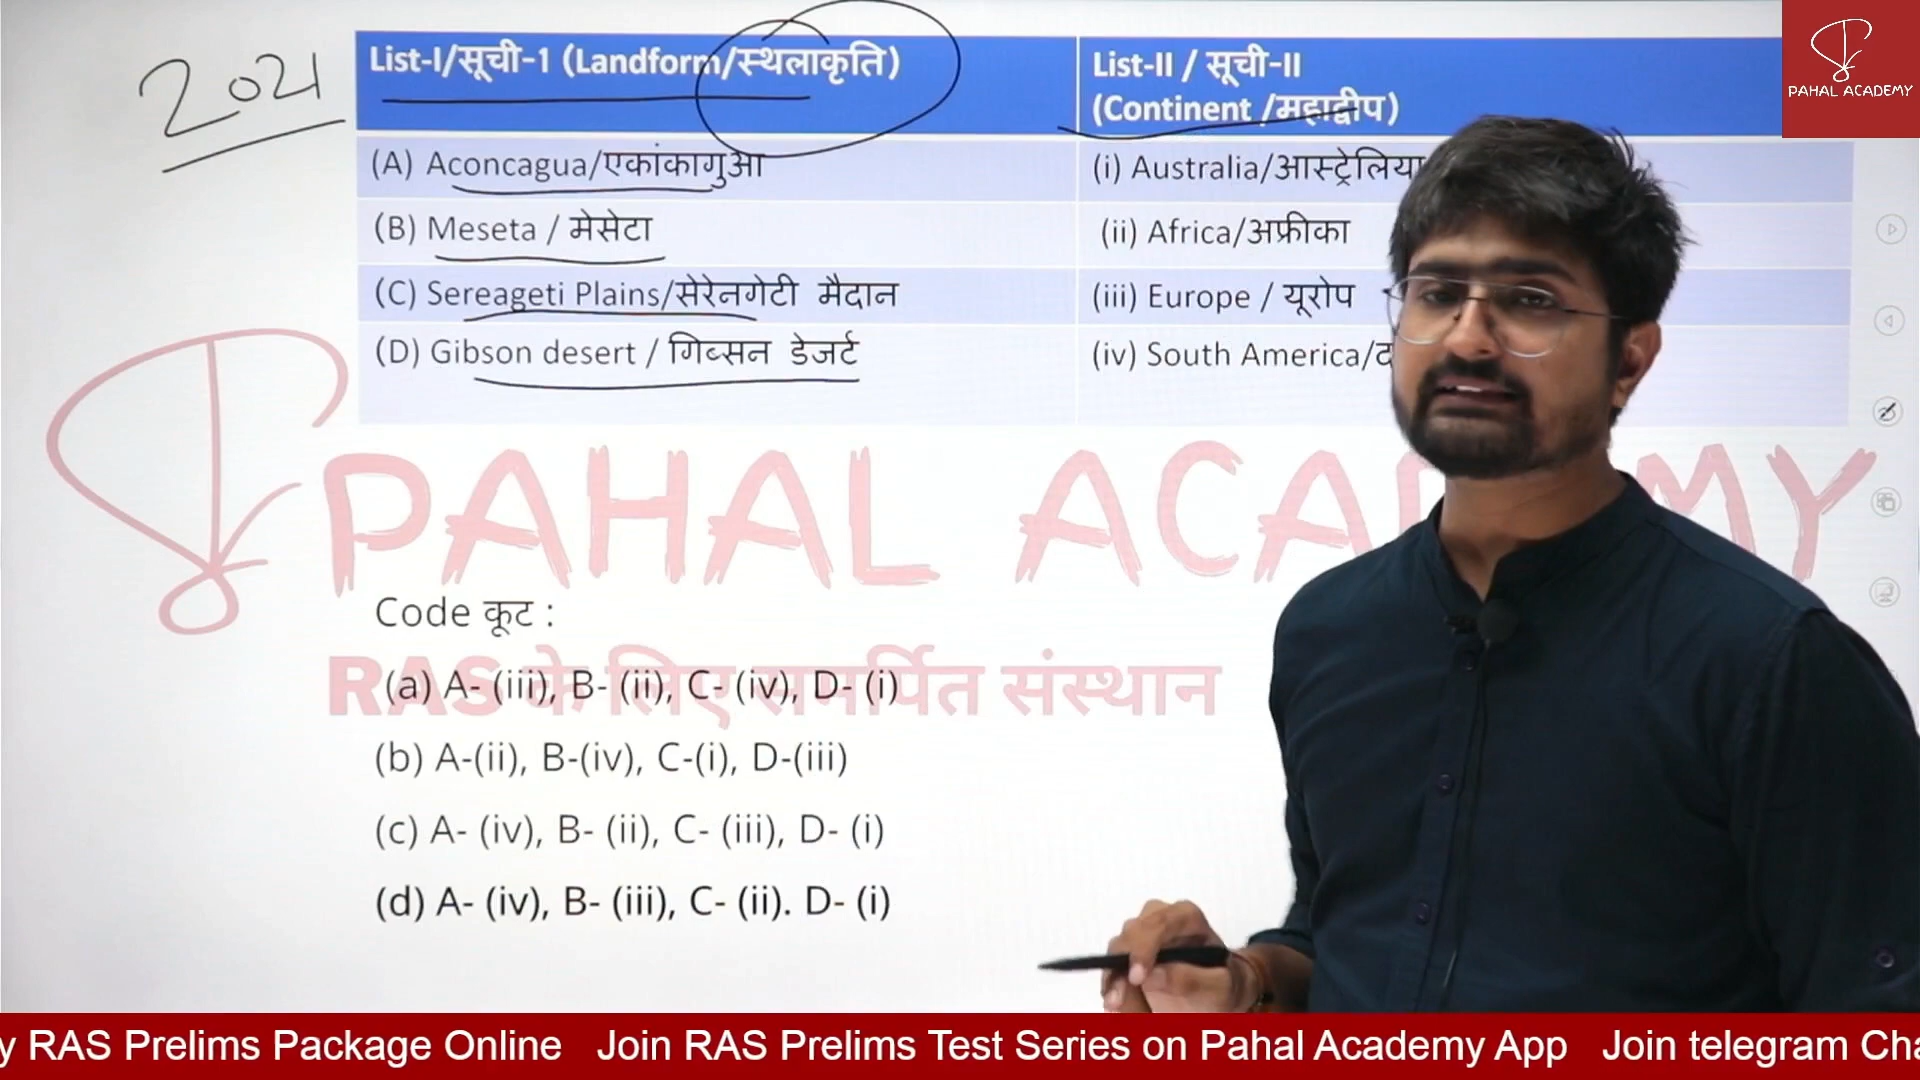 2021
List-I/सूची-1 (Landform/स्थलाकृति)
List-II / सूची-II
(Continent /महाद्वीप)
PAHAL ACADEMY
(A) Aconcagua/एकांकागुआ
(i) Australia/आस्ट्रेलिया
(B) Meseta / मेसेटा
(ii) Africa/अफ्रीका
(C) Sereageti Plains/सेरेनगेटी मैदान
(iii) Europe / यूरोप
(D) Gibson desert / गिब्सन डेजर्ट
(iv) South America/द
PAHAL ACADEMY
Code कूट :
RAS के लिए समर्पित संस्थान
(a) A- (iii), B- (ii), C- (iv), D- (i)
(b) A-(ii), B-(iv), C-(i), D-(iii)
(c) A- (iv), B- (ii), C- (iii), D- (i)
(d) A- (iv), B- (iii), C- (ii). D- (i)
y RAS Prelims Package Online Join RAS Prelims Test Series on Pahal Academy App Join telegram Cha